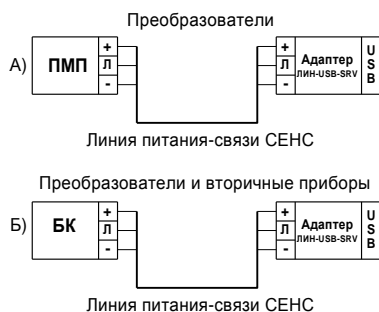 Преобразователи
А)
ПМП
+
Л
-
+
Л
-
Адаптер
ЛИН-USB-SRV
U
S
B
Линия питания-связи СЕНС
Преобразователи и вторичные приборы
Б)
БК
+
Л
-
+
Л
-
Адаптер
ЛИН-USB-SRV
U
S
B
Линия питания-связи СЕНС